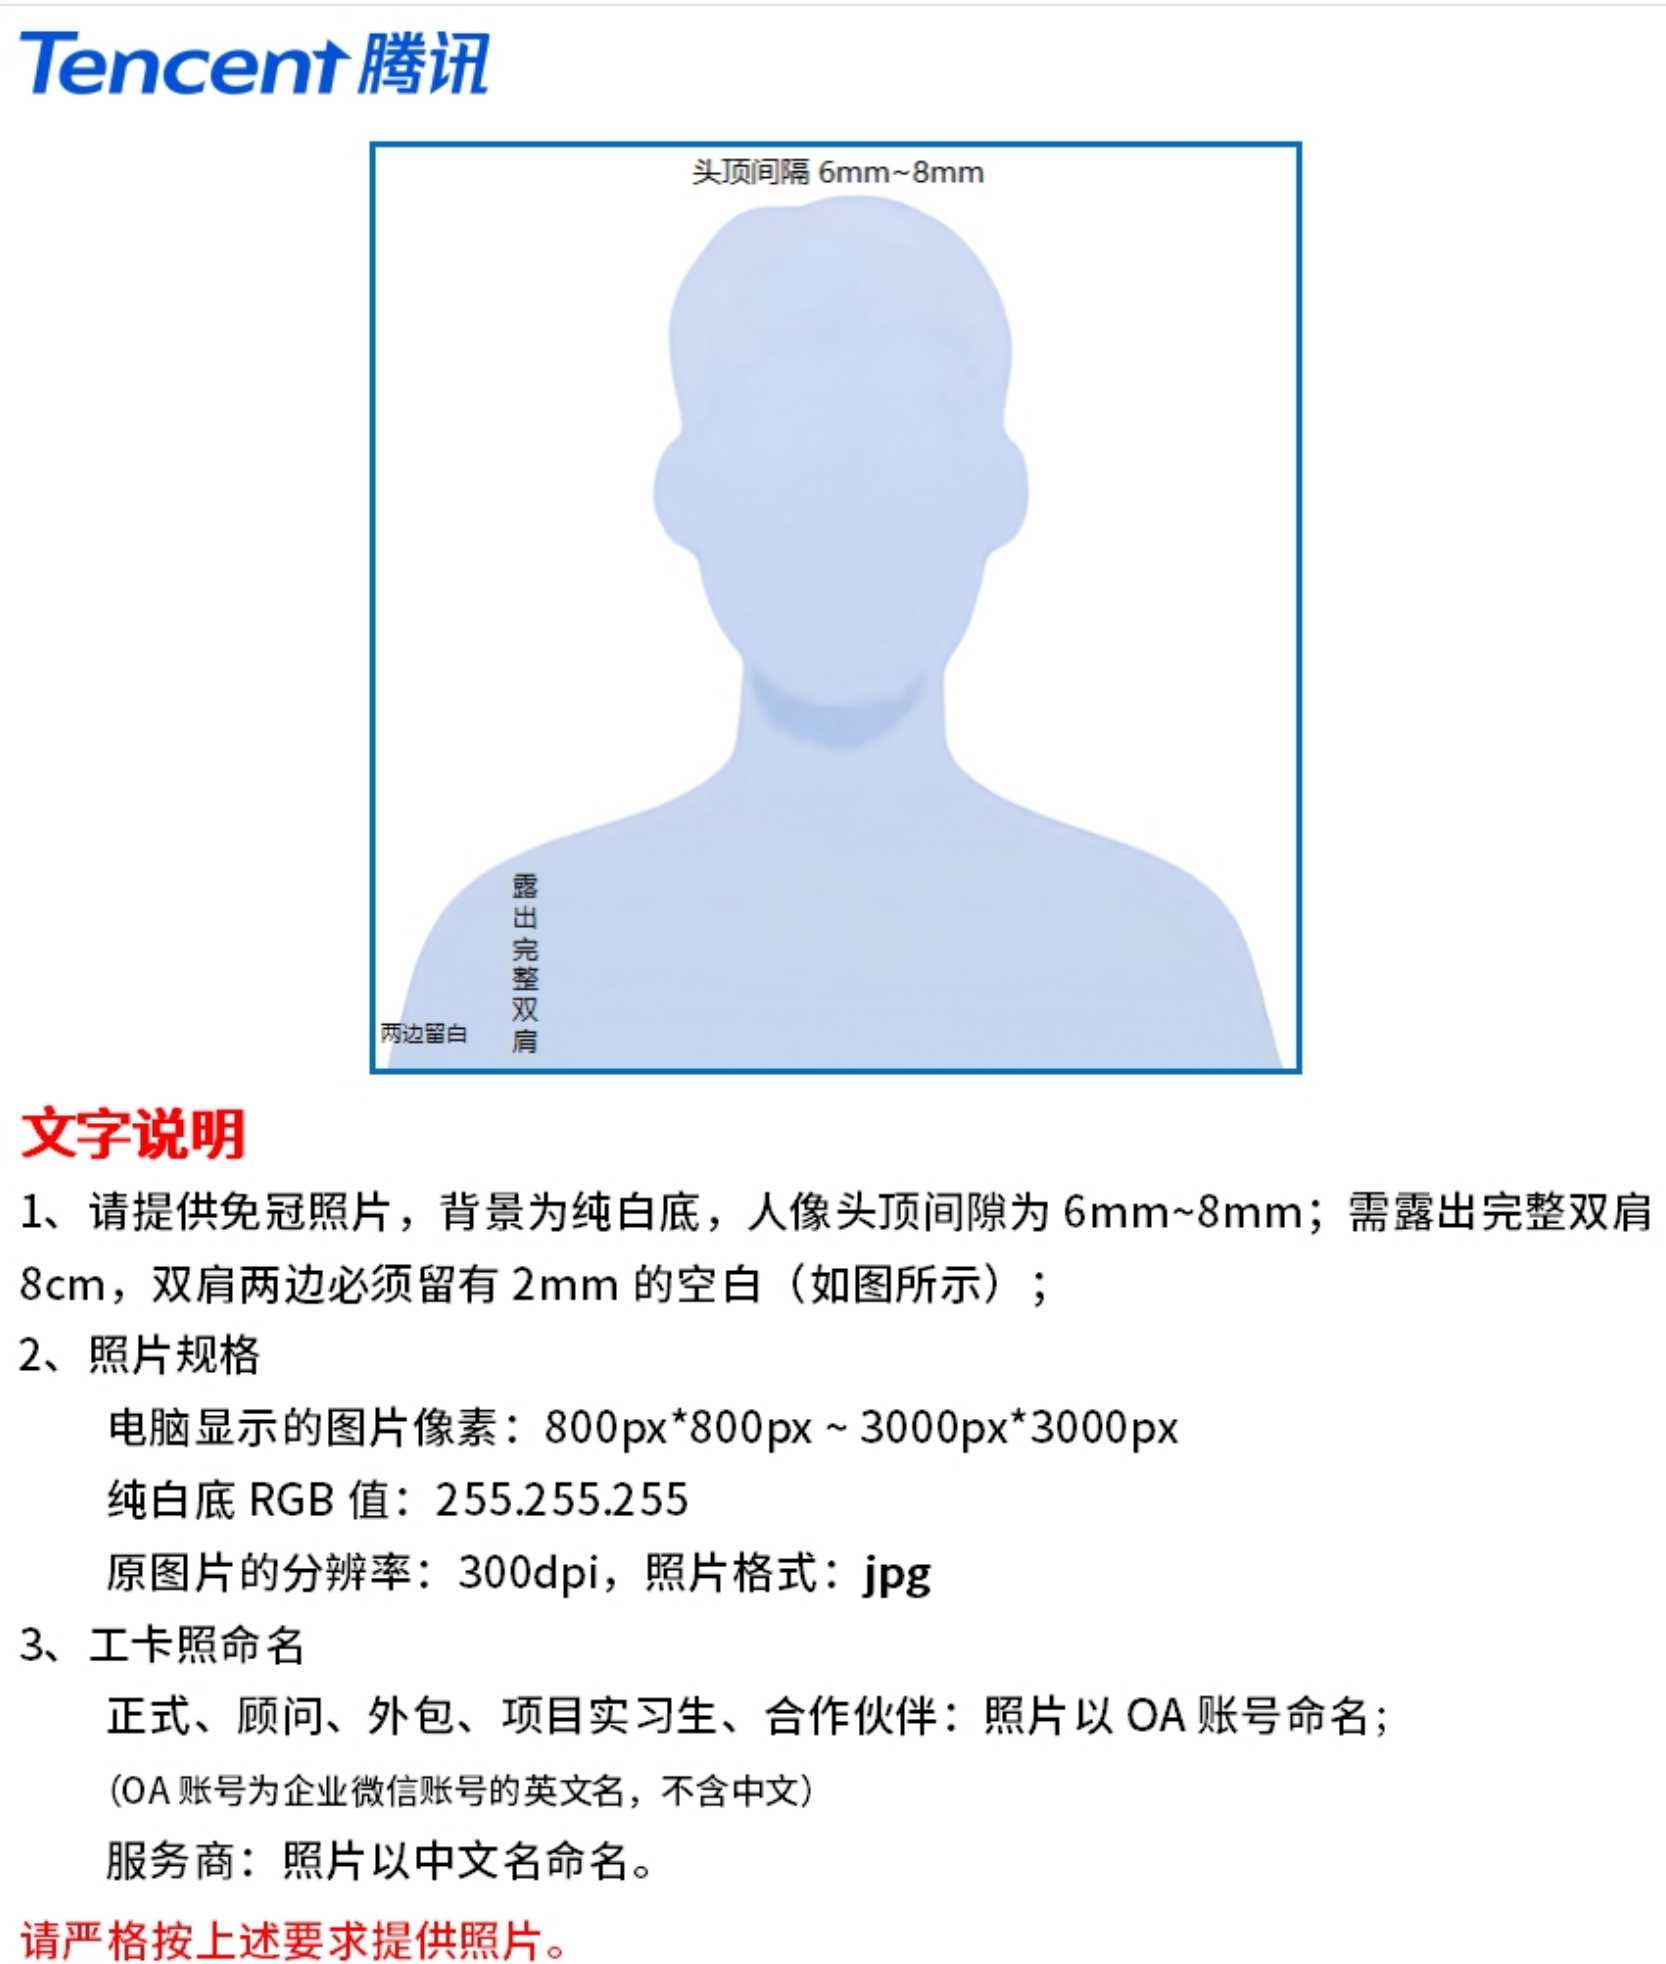 Tencent 腾讯
头顶间隔 6mm~8mm
露出完整双肩
两边留白
文字说明
1、请提供免冠照片，背景为纯白底，人像头顶间隙为 6mm~8mm；需露出完整双肩
8cm，双肩两边必须留有 2mm 的空白（如图所示）；
2、照片规格
电脑显示的图片像素：800px*800px ~ 3000px*3000px
纯白底 RGB 值：255.255.255
原图片的分辨率：300dpi，照片格式：jpg
3、工卡照命名
正式、顾问、外包、项目实习生、合作伙伴：照片以 OA 账号命名；
（OA 账号为企业微信账号的英文名，不含中文）
服务商：照片以中文名命名。
请严格按上述要求提供照片。